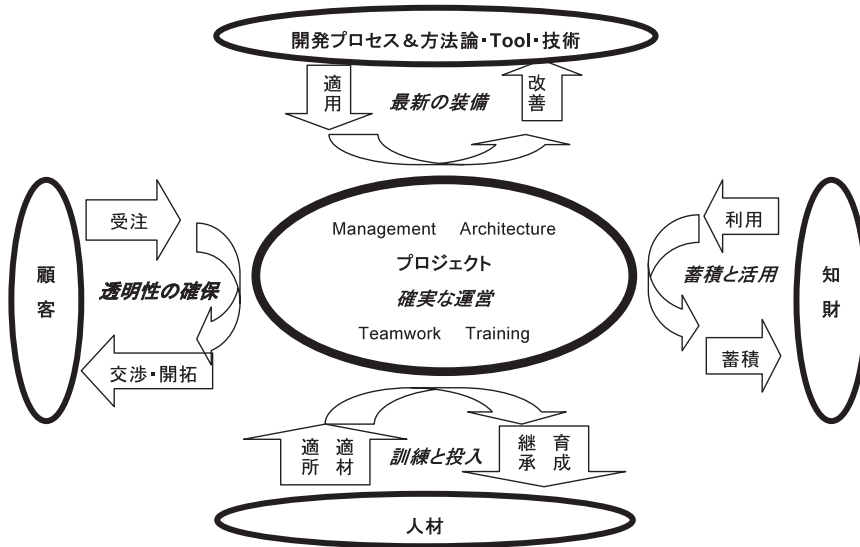 開発プロセス&方法論・Tool・技術
適用
最新の装備
改善
受注
透明性の確保
交渉・開拓
顧客
Management Architecture
プロジェクト
確実な運営
Teamwork Training
利用
蓄積と活用
蓄積
知財
適材
適所
訓練と投入
育成
継承
人材